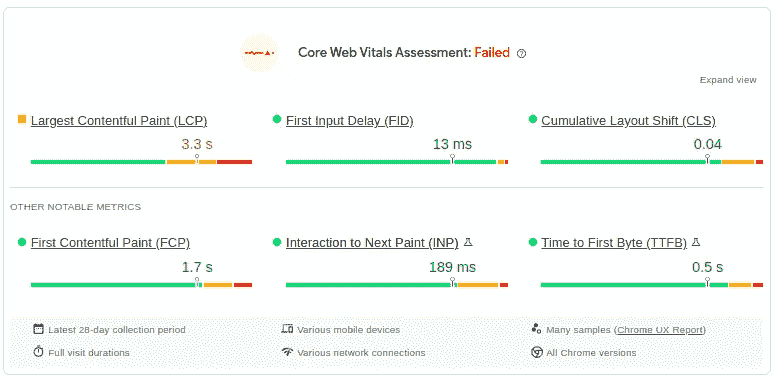 Core Web Vitals Assessment: Failed
Expand view
Largest Contentful Paint (LCP)
3.3 s
First Input Delay (FID)
13 ms
Cumulative Layout Shift (CLS)
0.04
OTHER NOTABLE METRICS
First Contentful Paint (FCP)
1.7 s
Interaction to Next Paint (INP)
189 ms
Time to First Byte (TTFB)
0.5 s
Latest 28-day collection period
Various mobile devices
Many samples (Chrome UX Report)
Full visit durations
Various network connections
All Chrome versions